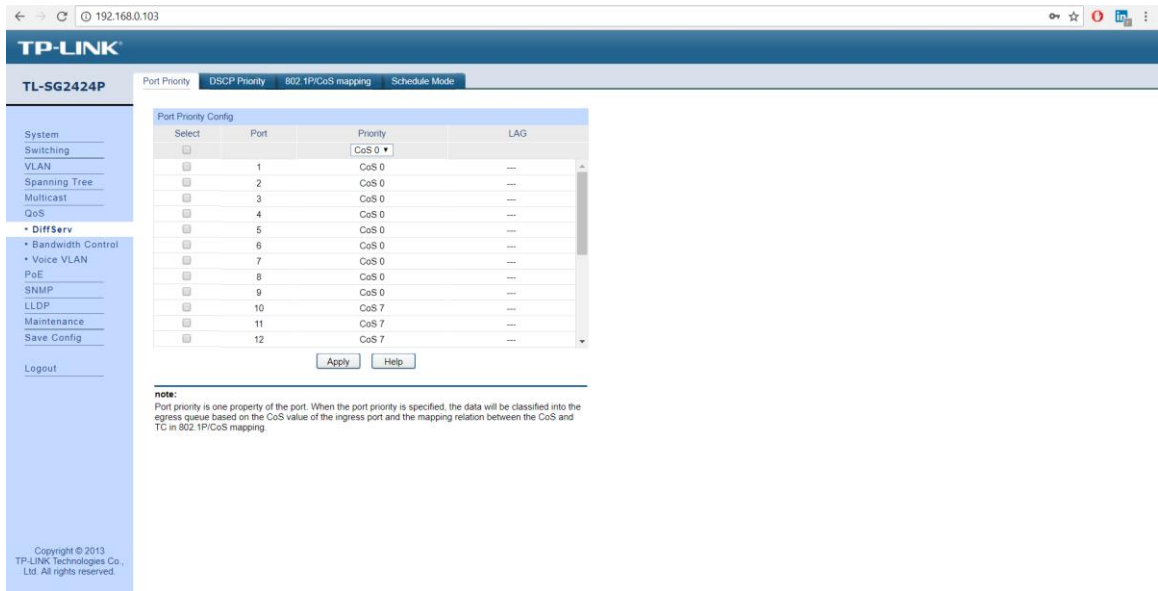 192.168.0.103
TP-LINK
TL-SG2424P
Port Priority DSCP Priority 802.1P/CoS mapping Schedule Mode
System
Switching
VLAN
Spanning Tree
Multicast
QoS
• DiffServ
• Bandwidth Control
• Voice VLAN
PoE
SNMP
LLDP
Maintenance
Save Config
Logout
Copyright © 2013
TP-LINK Technologies Co.,
Ltd. All rights reserved.
Port Priority Config
Select Port Priority LAG
CoS 0
1 CoS 0 ---
2 CoS 0 ---
3 CoS 0 ---
4 CoS 0 ---
5 CoS 0 ---
6 CoS 0 ---
7 CoS 0 ---
8 CoS 0 ---
9 CoS 0 ---
10 CoS 7 ---
11 CoS 7 ---
12 CoS 7 ---
Apply Help
note:
Port priority is one property of the port. When the port priority is specified, the data will be classified into the
egress queue based on the CoS value of the ingress port and the mapping relation between the CoS and
TC in 802.1P/CoS mapping.